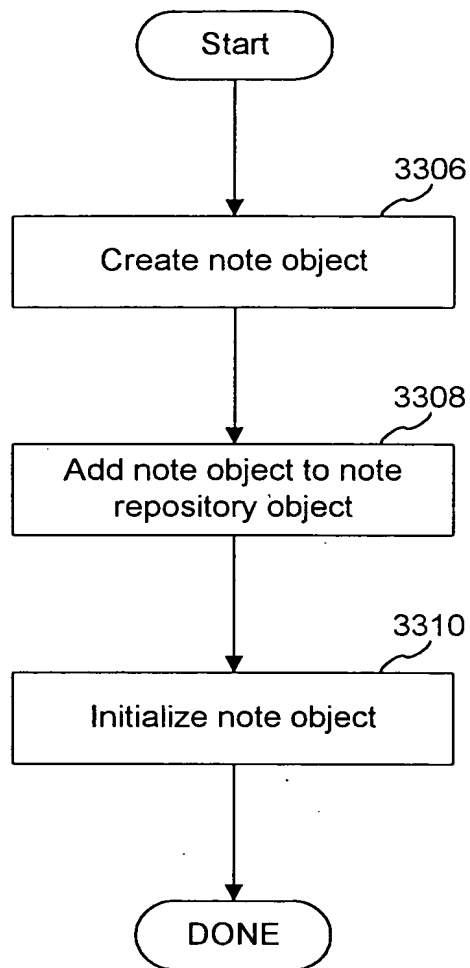 Start
3306
Create note object
3308
Add note object to note
repository object
3310
Initialize note object
DONE